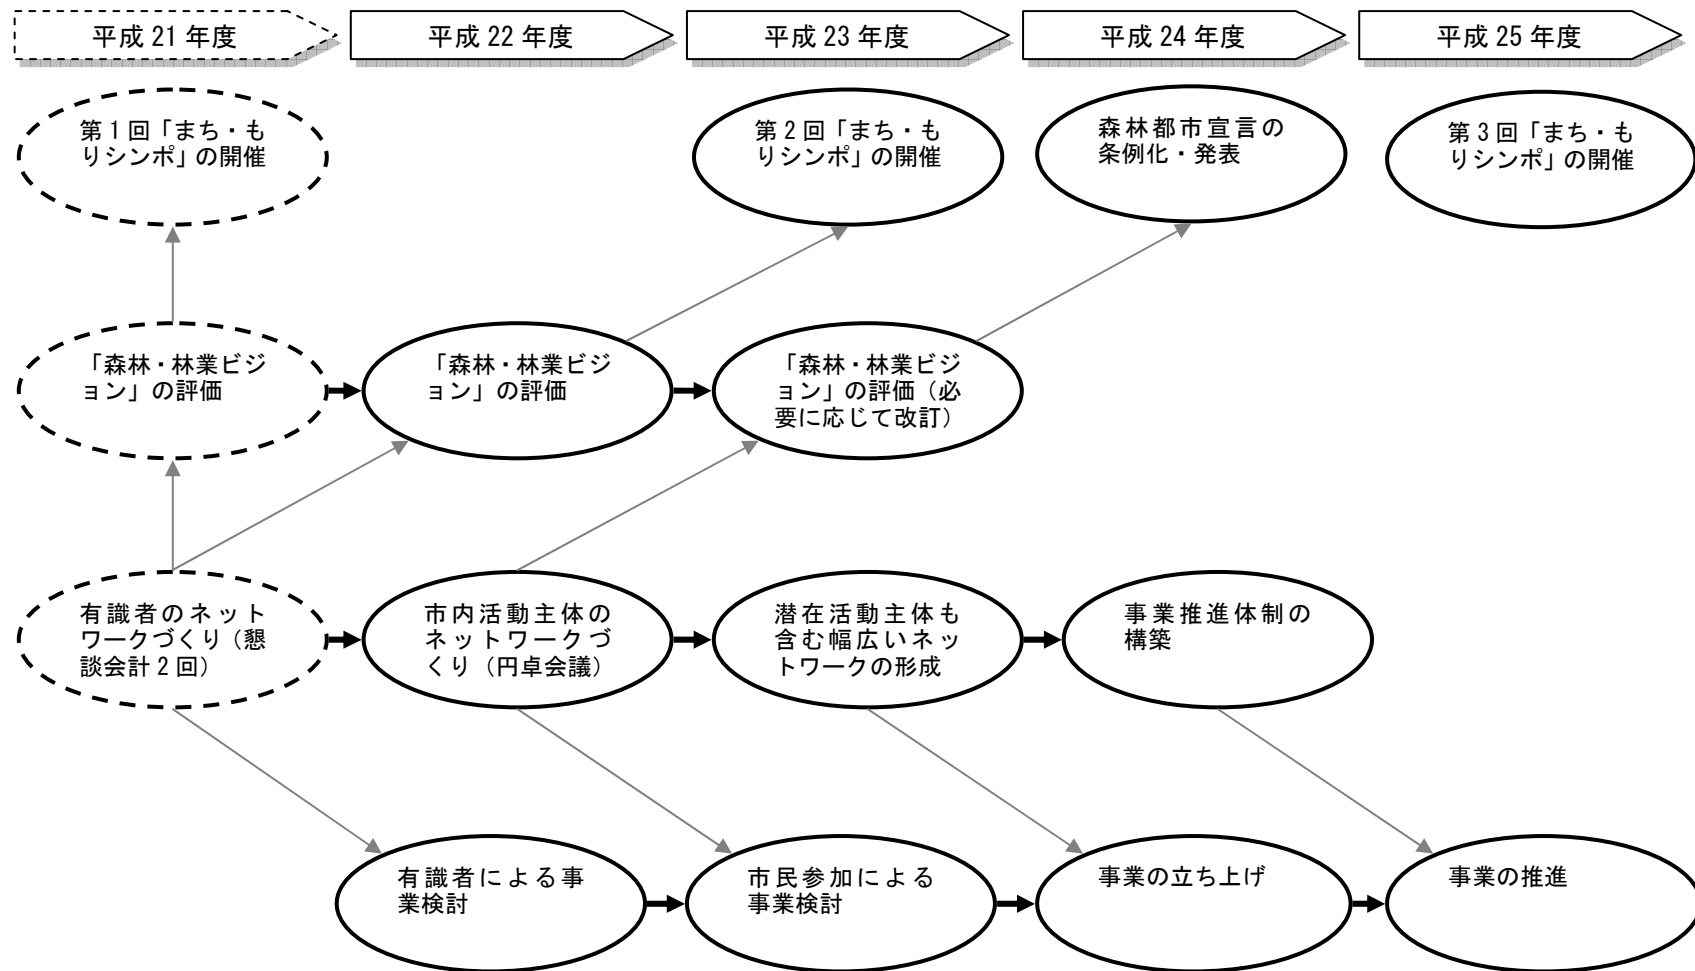 平成 21 年度
平成 22 年度
平成 23 年度
平成 24 年度
平成 25 年度
第 1 回「まち・も
りシンポ」の開催
第 2 回「まち・も
りシンポ」の開催
森林都市宣言の
条例化・発表
第 3 回「まち・も
りシンポ」の開催
「森林・林業ビジ
ョン」の評価
「森林・林業ビジ
ョン」の評価
「森林・林業ビジ
ョン」の評価（必
要に応じて改訂）
有識者のネット
ワークづくり（懇
談会計 2 回）
市内活動主体の
ネットワークづ
くり（円卓会議）
潜在活動主体も
含む幅広いネッ
トワークの形成
事業推進体制の
構築
有識者による事
業検討
市民参加による
事業検討
事業の立ち上げ
事業の推進